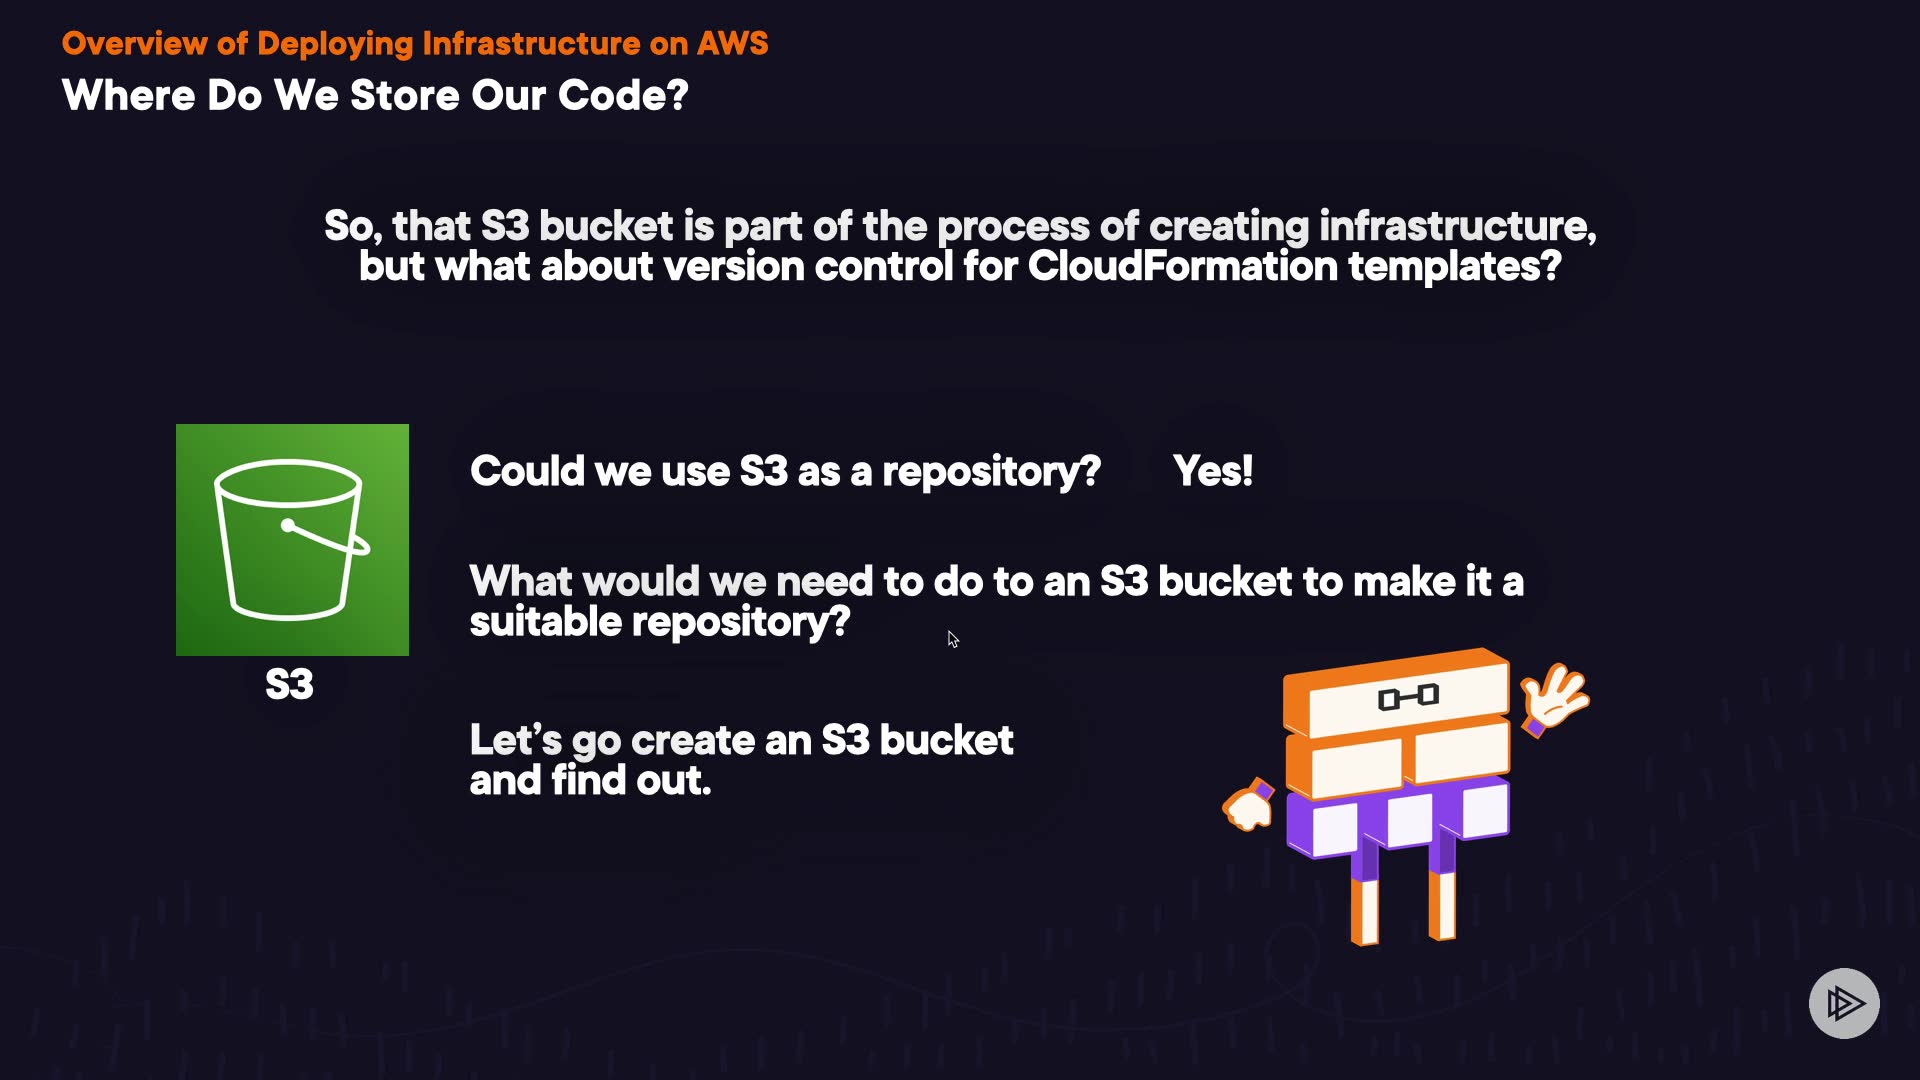 Overview of Deploying Infrastructure on AWS
Where Do We Store Our Code?
So, that S3 bucket is part of the process of creating infrastructure,
but what about version control for CloudFormation templates?
Could we use S3 as a repository? Yes!
What would we need to do to an S3 bucket to make it a
suitable repository?
S3
Let's go create an S3 bucket
and find out.